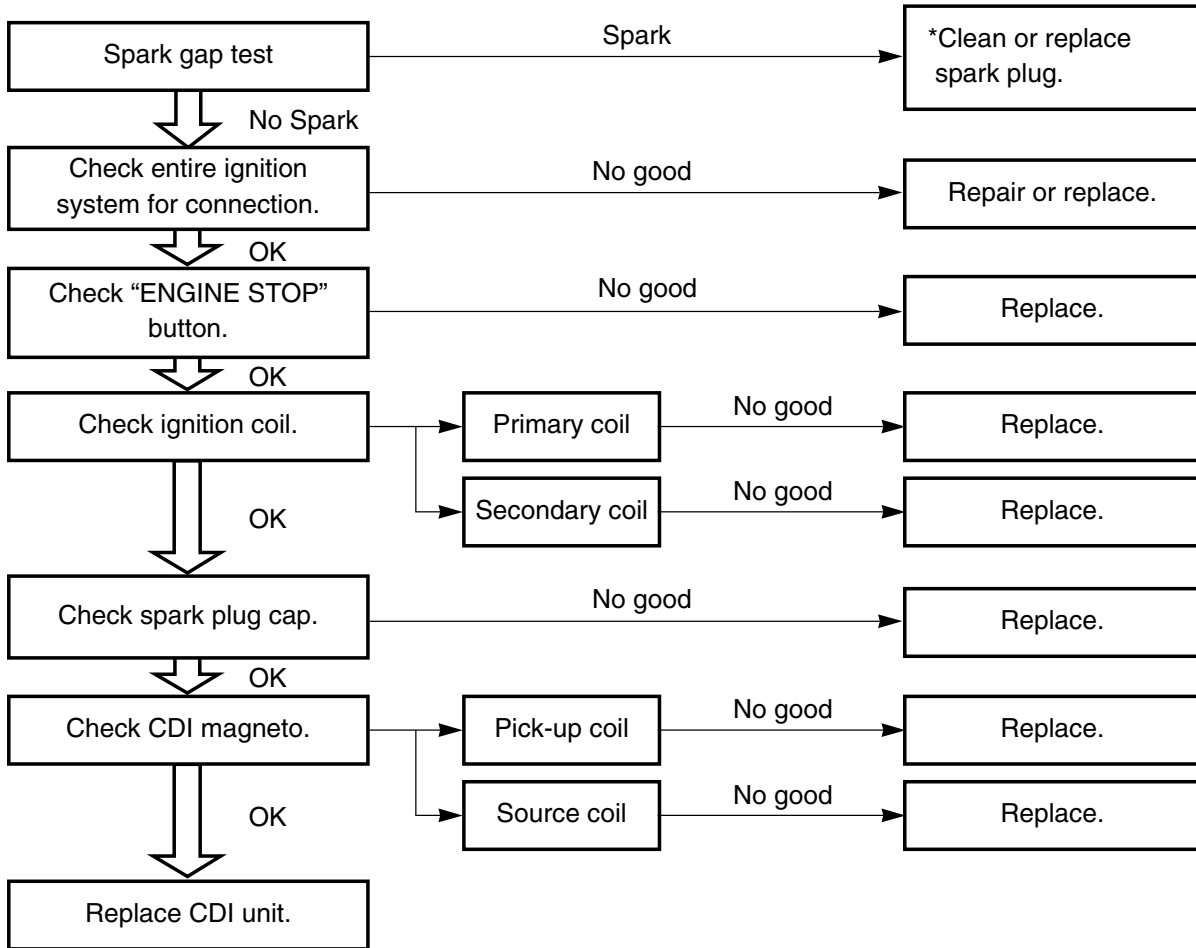 Spark gap test
Spark
*Clean or replace
spark plug.
No Spark
Check entire ignition
system for connection.
No good
Repair or replace.
OK
Check “ENGINE STOP”
button.
No good
Replace.
OK
Check ignition coil.
Primary coil
No good
Replace.
Secondary coil
No good
Replace.
OK
Check spark plug cap.
No good
Replace.
OK
Check CDI magneto.
Pick-up coil
No good
Replace.
Source coil
No good
Replace.
OK
Replace CDI unit.